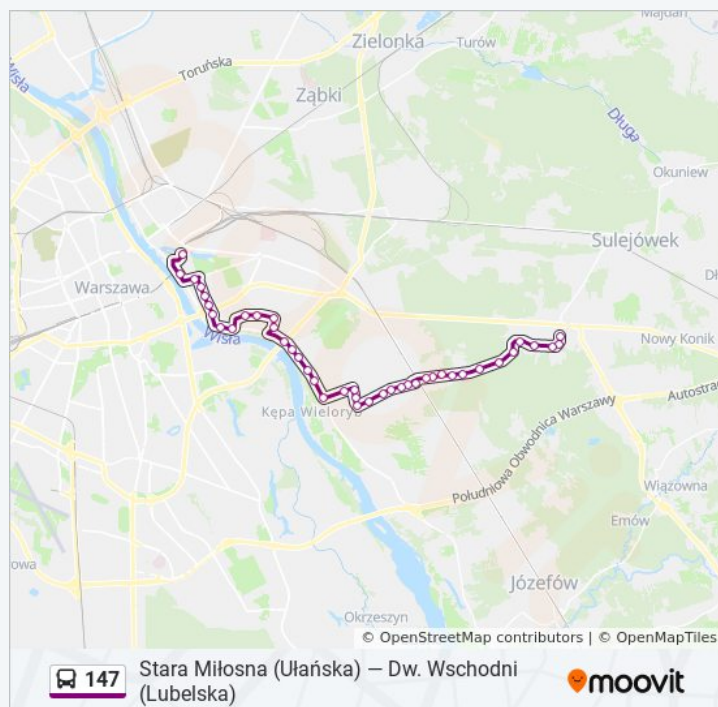 Majdan
Zielonka
Turów
Toruńska
Wisła
Ząbki
Długa
Okuniew
Sulejówek
Warszawa
Wisła
Nowy Konik
Autostra
Kępa Wieloryb
Południowa Obwodnica Warszawy
Wiązowna
Emów
owa
Józefów
Okrzeszyn
© OpenStreetMap contributors | © OpenMapTiles
147
Stara Miłosna (Ułańska) — Dw. Wschodni
(Lubelska)
moovit